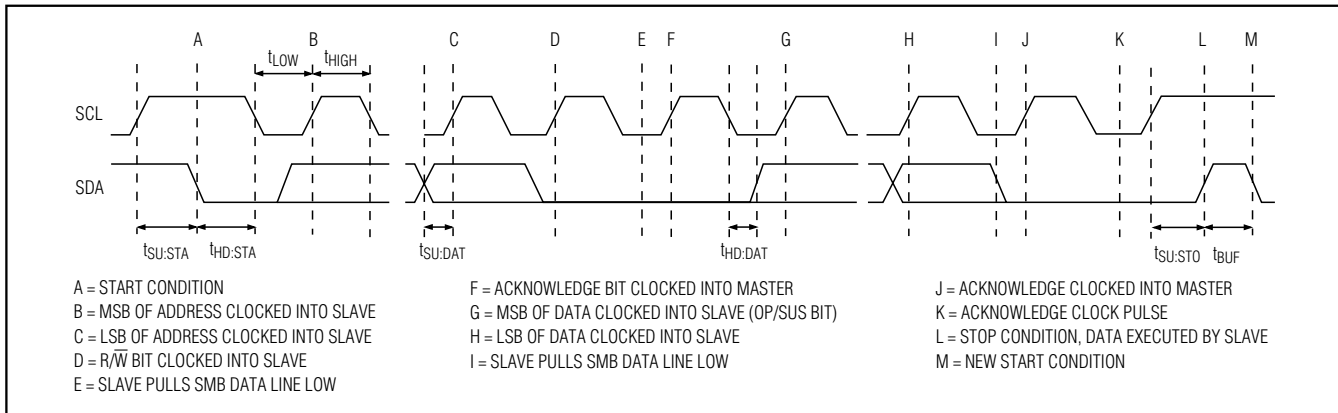 A B C D E F G H I J K L M
tLOW tHIGH
SCL
SDA
tSU:STA tHD:STA tSU:DAT tHD:DAT tSU:STO tBUF
A = START CONDITION
B = MSB OF ADDRESS CLOCKED INTO SLAVE
C = LSB OF ADDRESS CLOCKED INTO SLAVE
D = R/W̅ BIT CLOCKED INTO SLAVE
E = SLAVE PULLS SMB DATA LINE LOW
F = ACKNOWLEDGE BIT CLOCKED INTO MASTER
G = MSB OF DATA CLOCKED INTO SLAVE (OP/SUS BIT)
H = LSB OF DATA CLOCKED INTO SLAVE
I = SLAVE PULLS SMB DATA LINE LOW
J = ACKNOWLEDGE CLOCKED INTO MASTER
K = ACKNOWLEDGE CLOCK PULSE
L = STOP CONDITION, DATA EXECUTED BY SLAVE
M = NEW START CONDITION